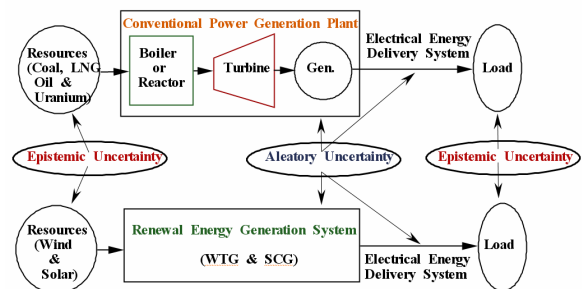 Conventional Power Generation Plant
Resources
(Coal, LNG
Oil &
Uranium)
Boiler
or
Reactor
Turbine
Gen.
Electrical Energy
Delivery System
Load
Epistemic Uncertainty
Aleatory Uncertainty
Epistemic Uncertainty
Resources
(Wind
&
Solar)
Renewal Energy Generation System
(WTG & SCG)
Electrical Energy
Delivery System
Load